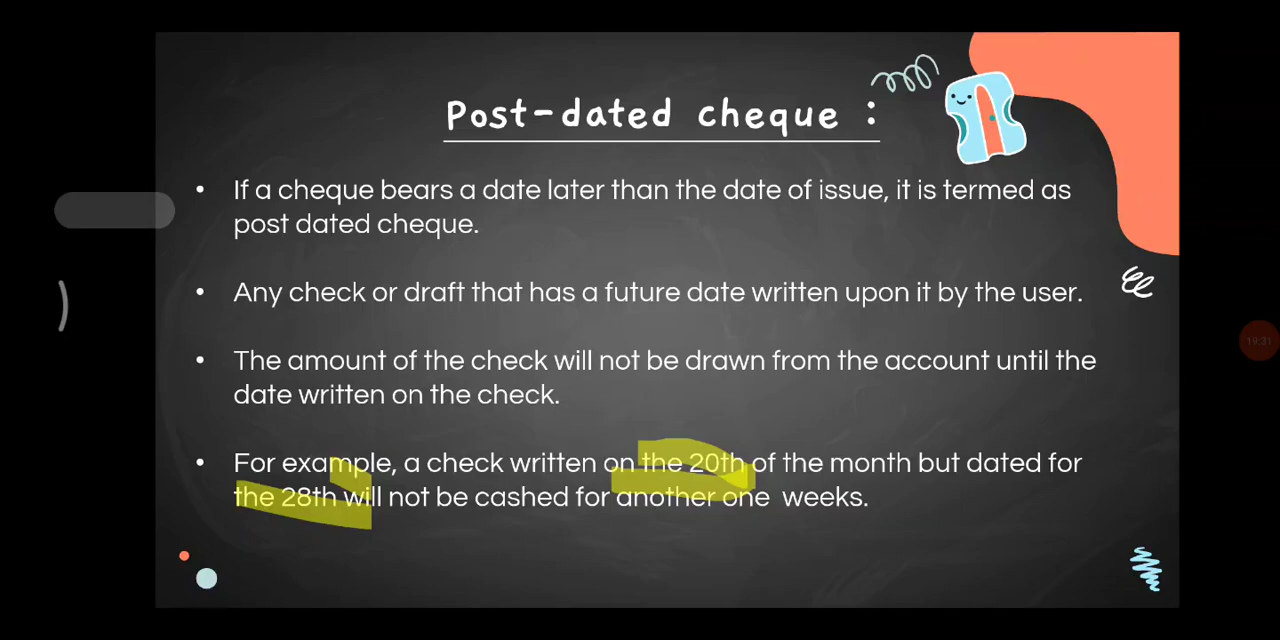 Post-dated cheque :
• If a cheque bears a date later than the date of issue, it is termed as
post dated cheque.
• Any check or draft that has a future date written upon it by the user.
• The amount of the check will not be drawn from the account until the
date written on the check.
• For example, a check written on the 20th of the month but dated for
the 28th will not be cashed for another one weeks.
19:31